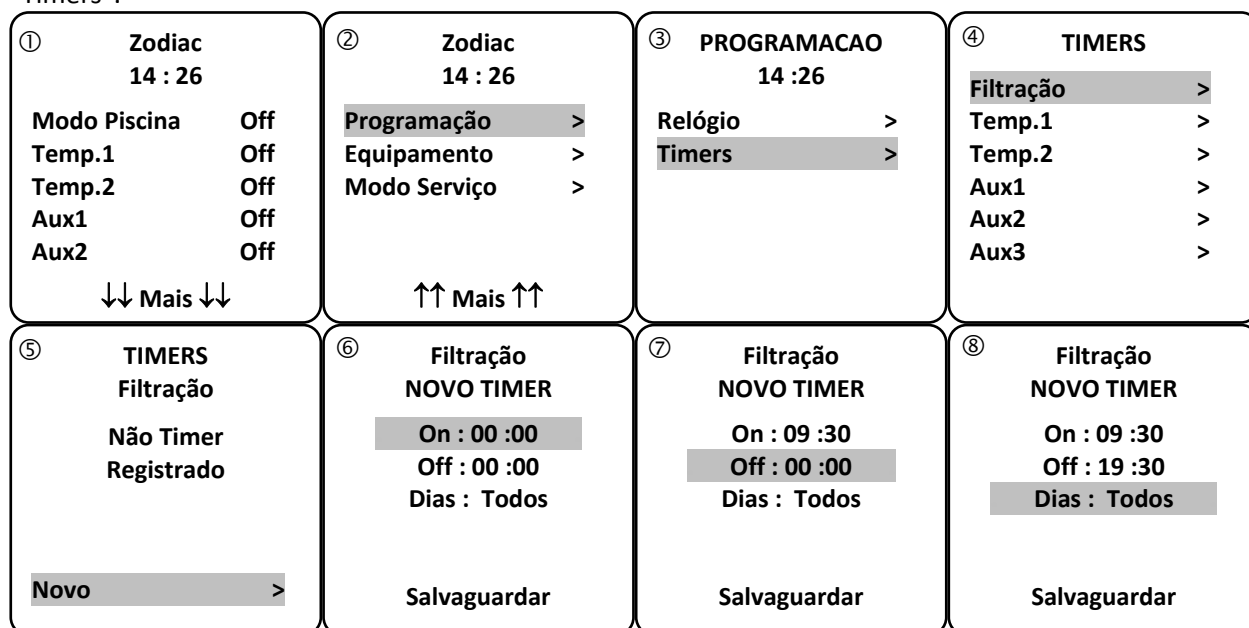 Timers".
① Zodiac
14 : 26
Modo Piscina Off
Temp.1 Off
Temp.2 Off
Aux1 Off
Aux2 Off
↓↓ Mais ↓↓
② Zodiac
14 : 26
Programação >
Equipamento >
Modo Serviço >
↑↑ Mais ↑↑
③ PROGRAMACAO
14 :26
Relógio >
Timers >
④ TIMERS
Filtração >
Temp.1 >
Temp.2 >
Aux1 >
Aux2 >
Aux3 >
⑤ TIMERS
Filtração
Não Timer
Registrado
Novo >
⑥ Filtração
NOVO TIMER
On : 00 :00
Off : 00 :00
Dias : Todos
Salvaguardar
⑦ Filtração
NOVO TIMER
On : 09 :30
Off : 00 :00
Dias : Todos
Salvaguardar
⑧ Filtração
NOVO TIMER
On : 09 :30
Off : 19 :30
Dias : Todos
Salvaguardar